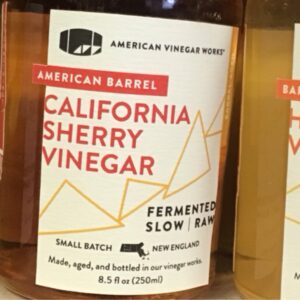 AMERICAN VINEGAR WORKS®
AMERICAN BARREL
CALIFORNIA
SHERRY
VINEGAR
FERMENTED
SLOW | RAW
SMALL BATCH NEW ENGLAND
Made, aged, and bottled in our vinegar works.
8.5 fl oz (250ml)